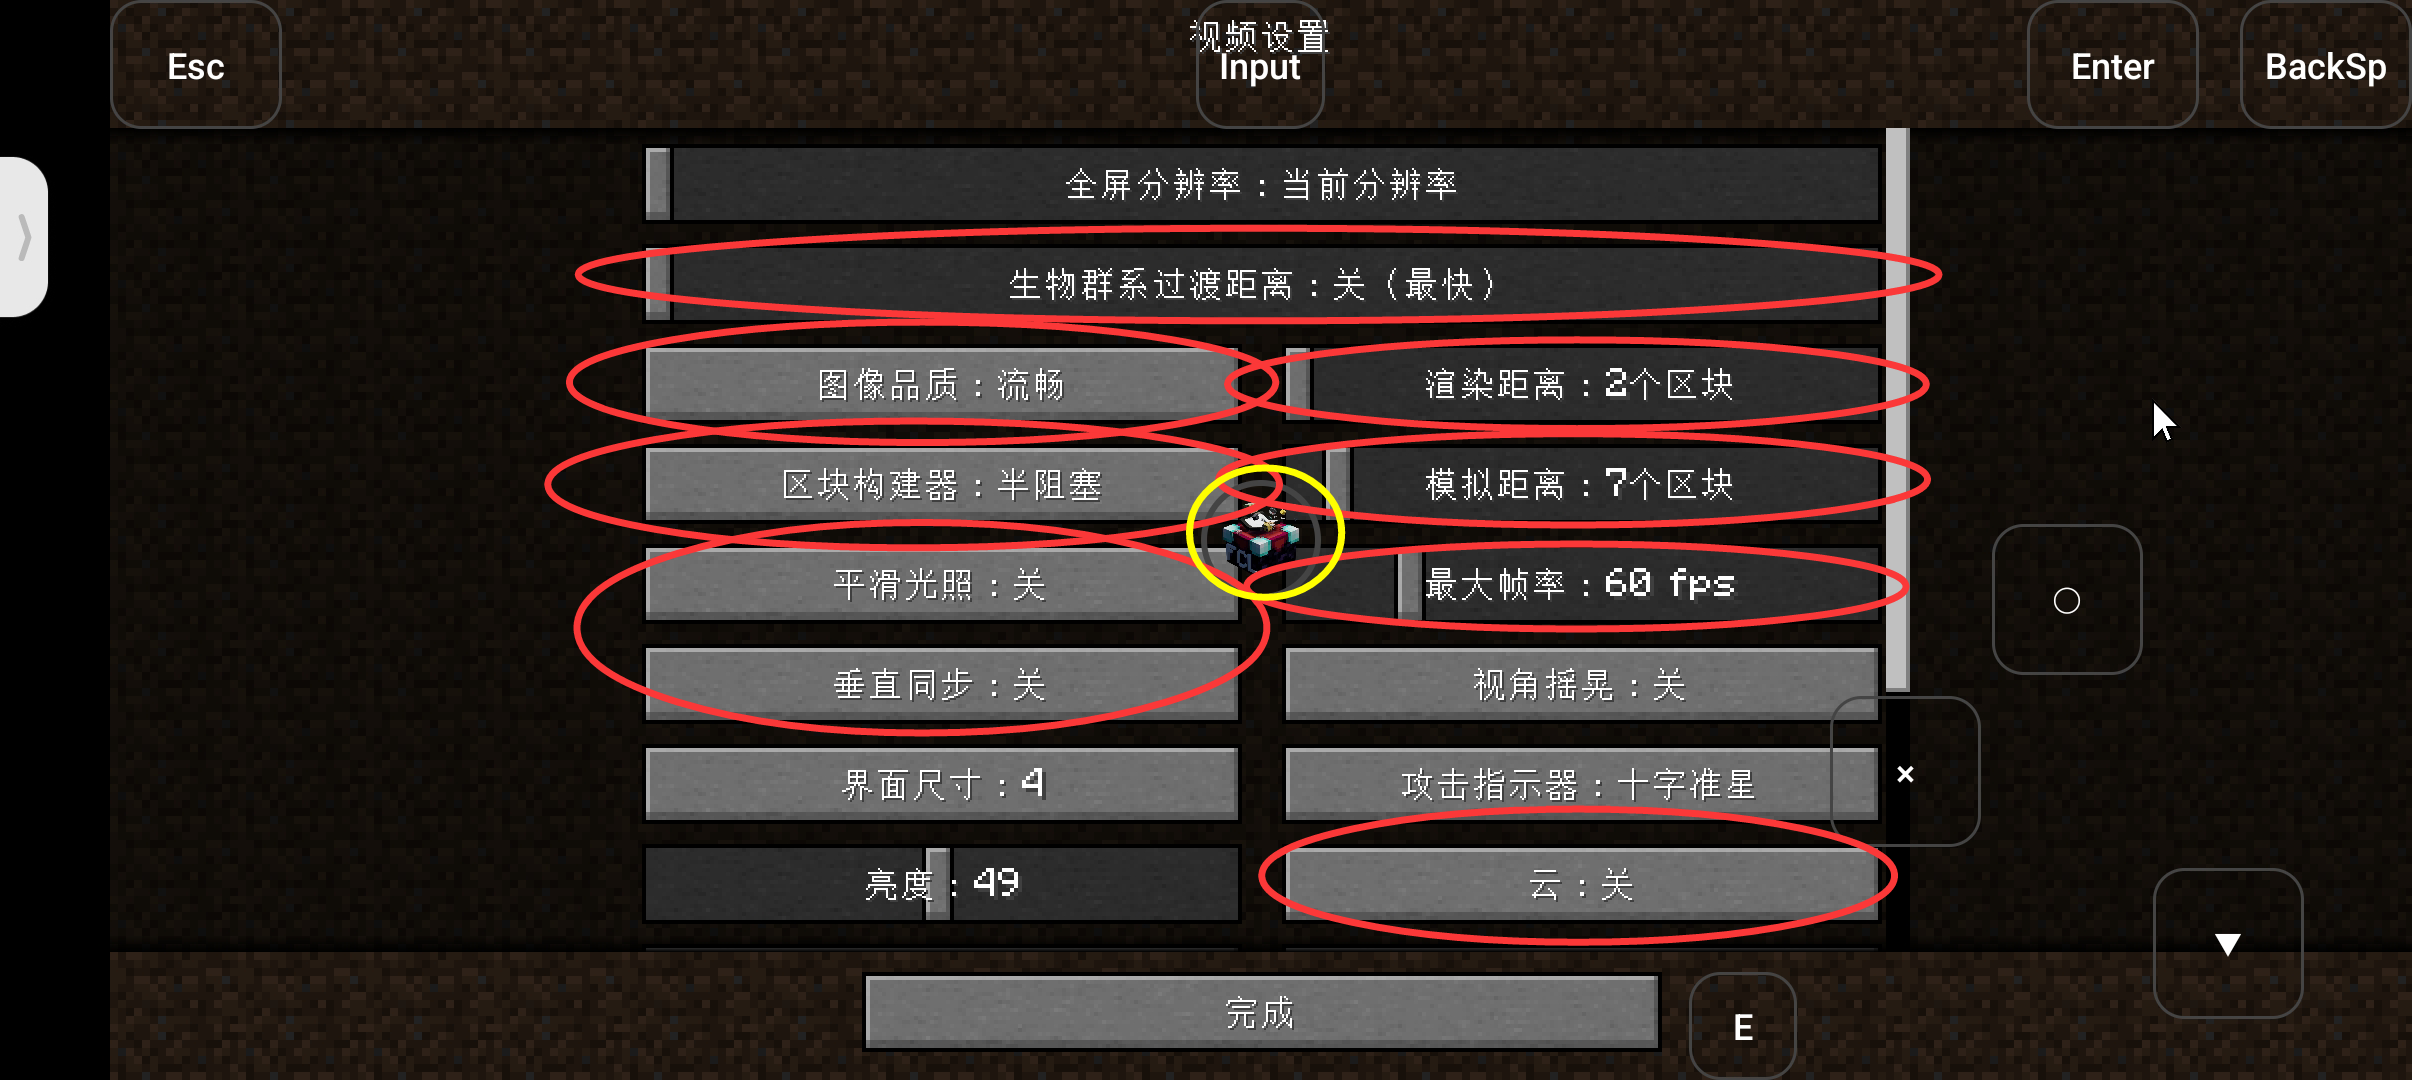 视频设置
Esc
Input
Enter
BackSp
全屏分辨率：当前分辨率
生物群系过渡距离：关（最快）
图像品质：流畅
渲染距离：2个区块
区块构建器：半阻塞
模拟距离：7个区块
FCL
平滑光照：关
最大帧率：60 fps
垂直同步：关
视角摇晃：关
界面尺寸：4
攻击指示器：十字准星
×
亮度：49
云：关
完成
E